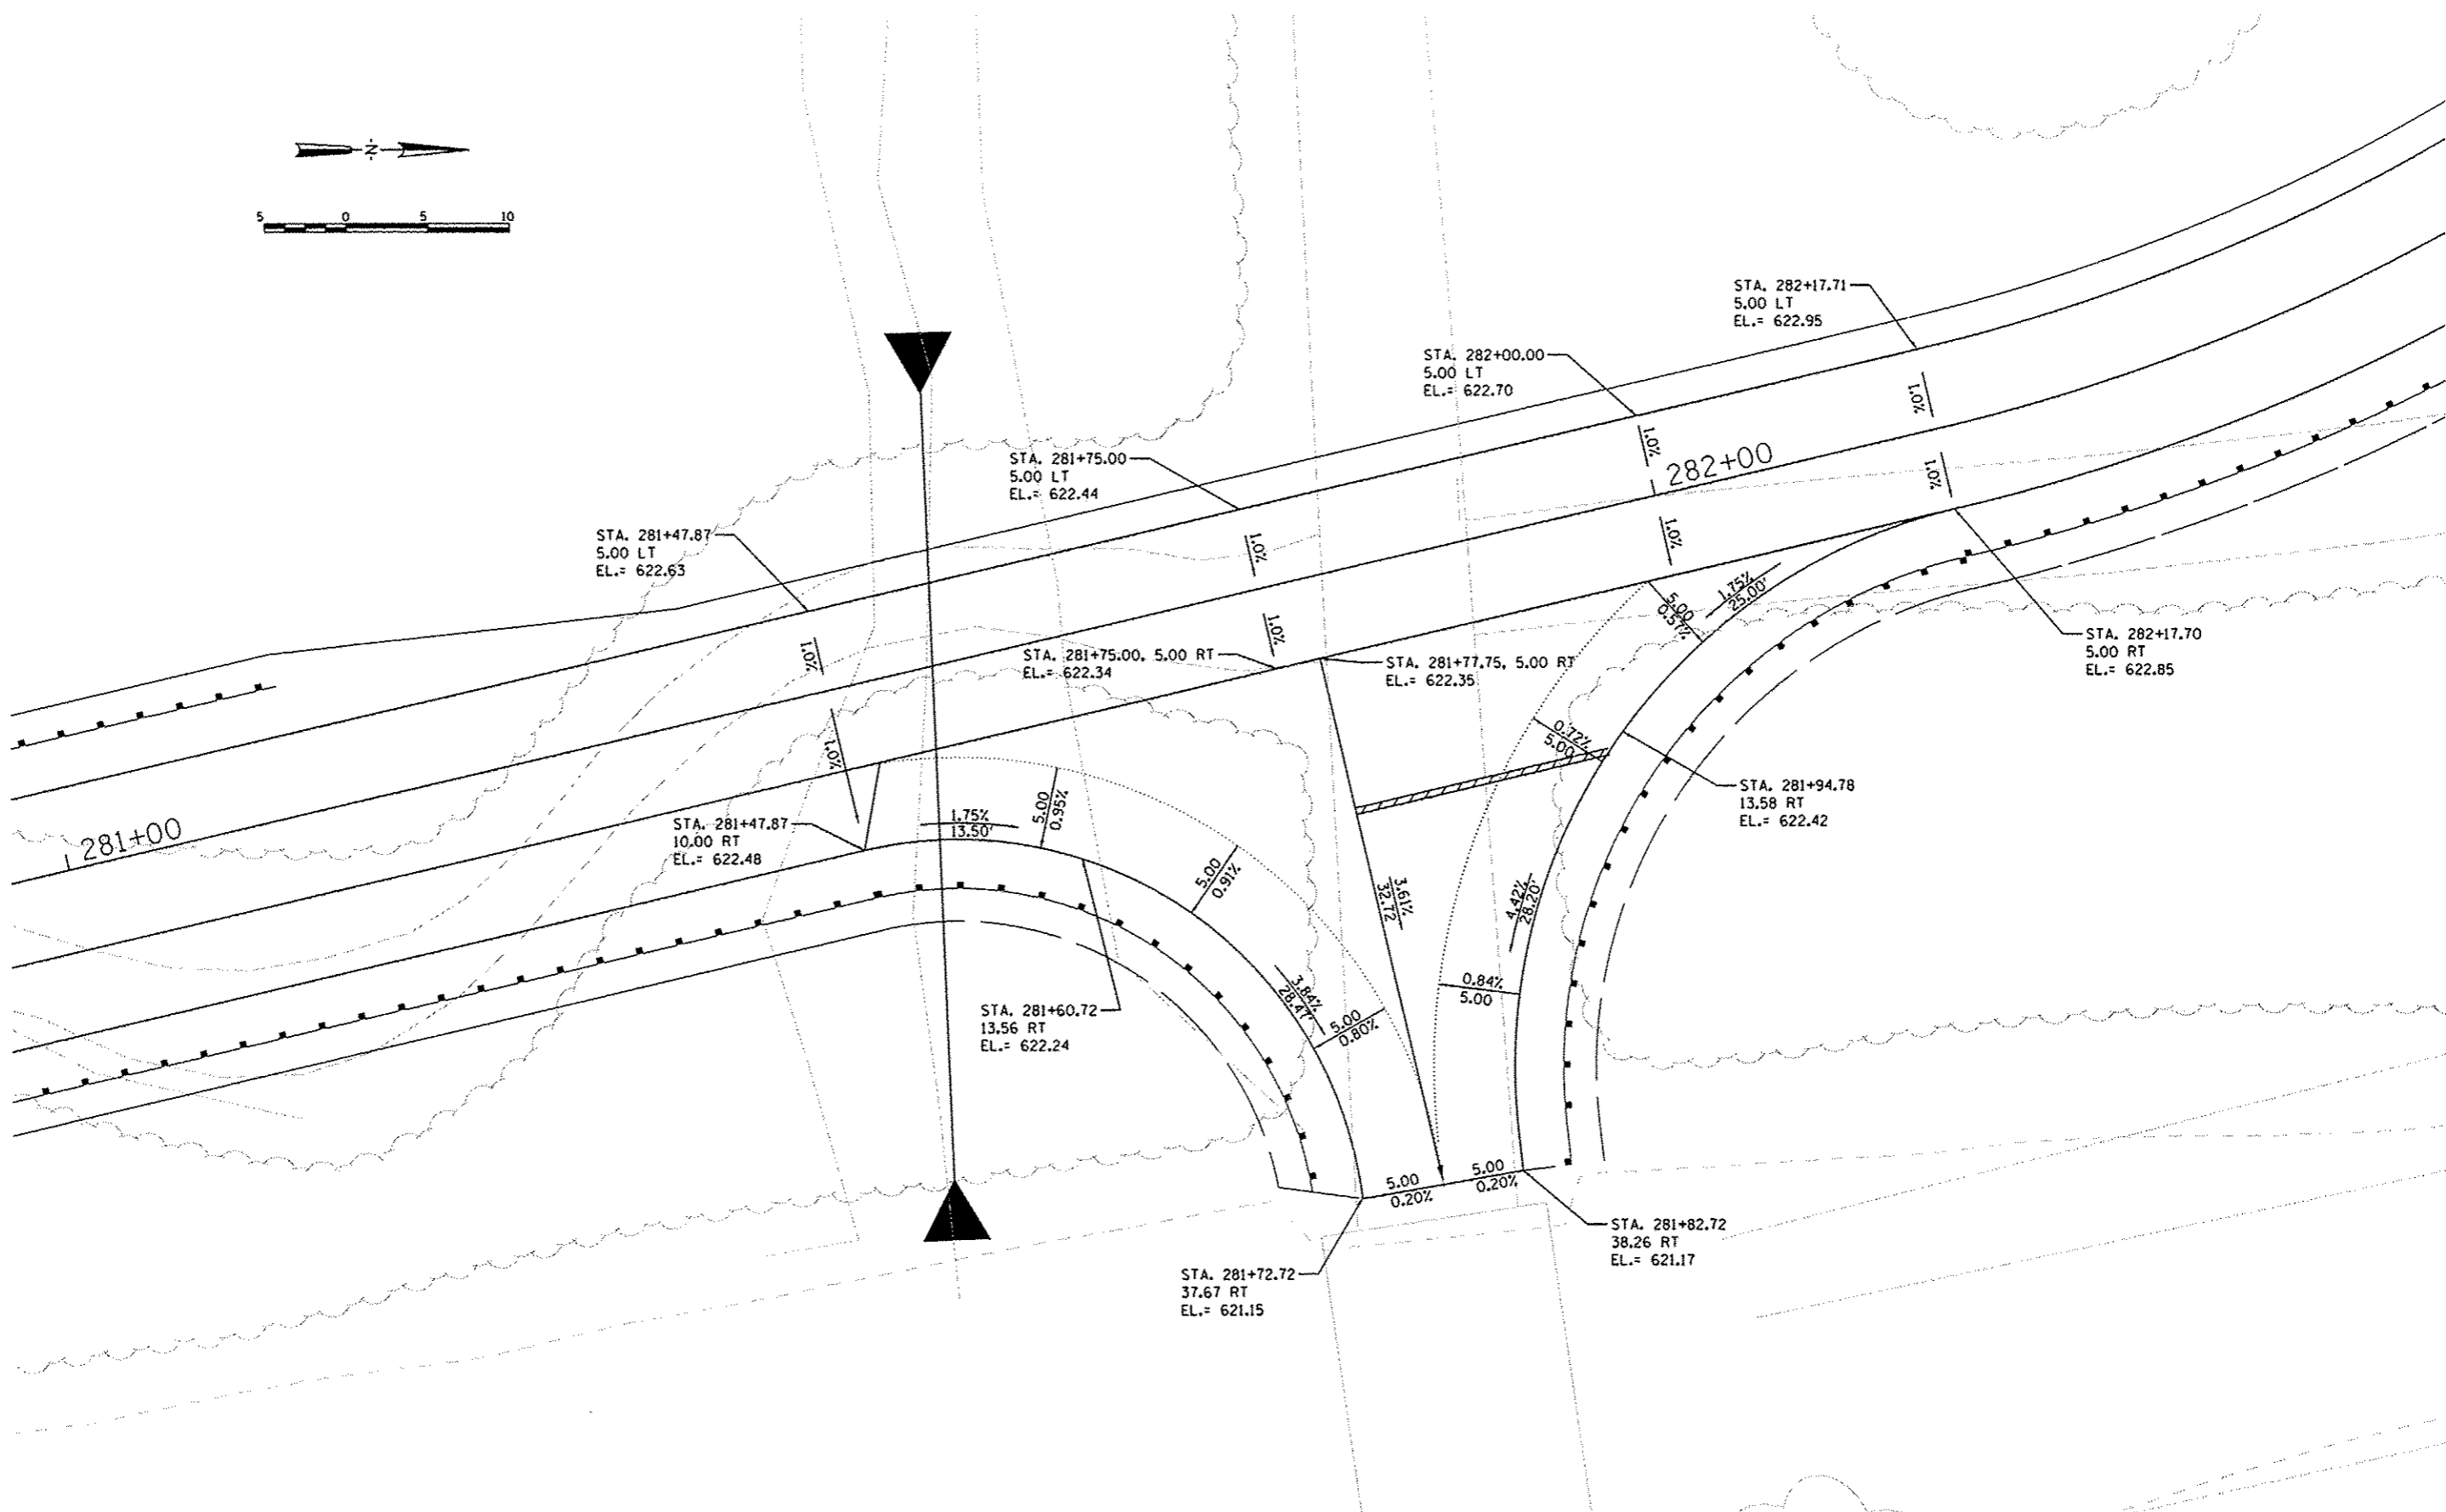 Z
5 0 5 10
STA. 282+17.71
5.00 LT
EL.= 622.95
STA. 282+00.00
5.00 LT
EL.= 622.70
1.0%
1.0%
282+00
1.0%
1.0%
STA. 281+75.00
5.00 LT
EL.= 622.44
1.0%
STA. 281+47.87
5.00 LT
EL.= 622.63
1.0%
1.0%
STA. 281+75.00, 5.00 RT
EL.= 622.34
STA. 281+77.75, 5.00 RT
EL.= 622.35
5.00
0.57%
1.75%
25.00'
STA. 282+17.70
5.00 RT
EL.= 622.85
1.0%
0.72%
5.00
STA. 281+94.78
13.58 RT
EL.= 622.42
281+00
STA. 281+47.87
10.00 RT
EL.= 622.48
1.75%
13.50'
5.00
0.95%
5.00
0.91%
3.61%
32.72
4.42%
28.20'
0.84%
5.00
STA. 281+60.72
13.56 RT
EL.= 622.24
3.84%
28.47'
5.00
0.80%
5.00
0.20%
5.00
0.20%
STA. 281+82.72
38.26 RT
EL.= 621.17
STA. 281+72.72
37.67 RT
EL.= 621.15